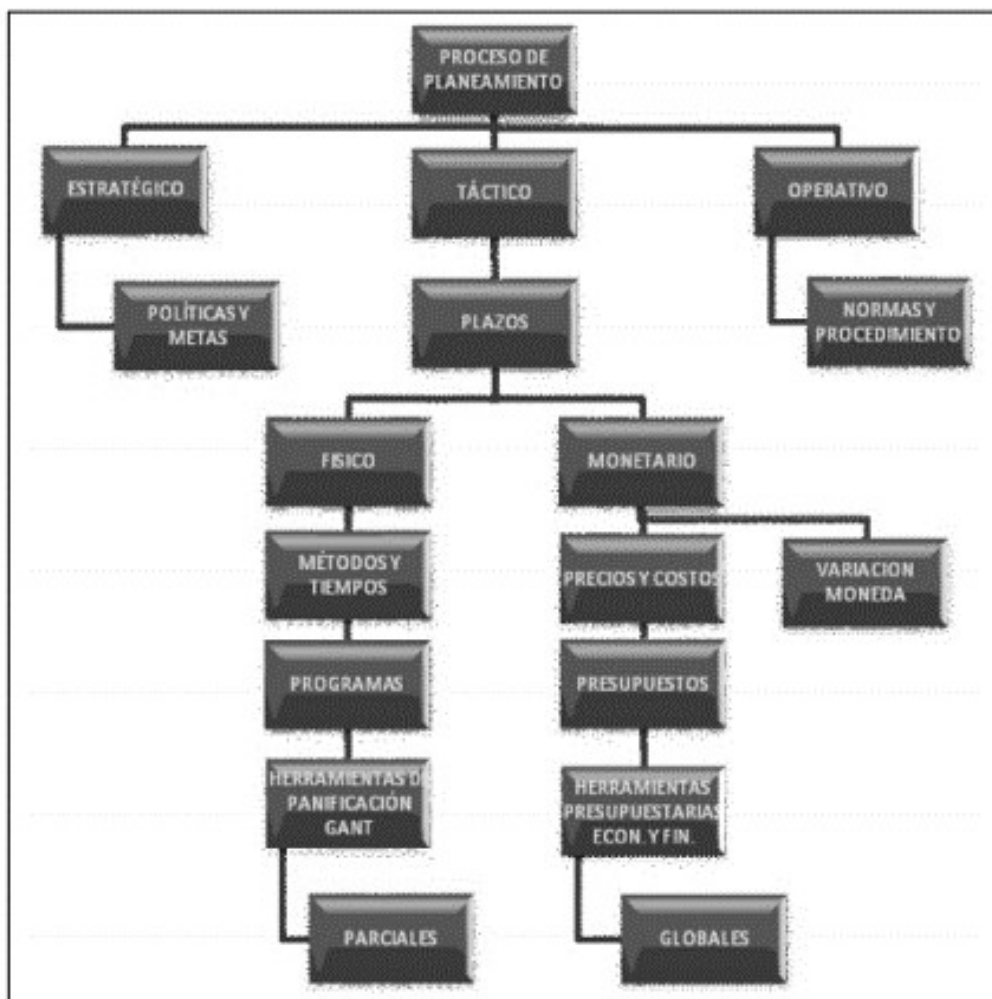 PROCESO DE
PLANEAMIENTO
ESTRATÉGICO
TÁCTICO
OPERATIVO
POLÍTICAS Y
METAS
PLAZOS
NORMAS Y
PROCEDIMIENTO
FISICO
MONETARIO
MÉTODOS Y
TIEMPOS
PRECIOS Y COSTOS
VARIACION
MONEDA
PROGRAMAS
PRESUPUESTOS
HERRAMIENTAS D
PANIFICACIÓN
GANT
HERRAMIENTAS
PRESUPUESTARIAS
ECON. Y FIN.
PARCIALES
GLOBALES